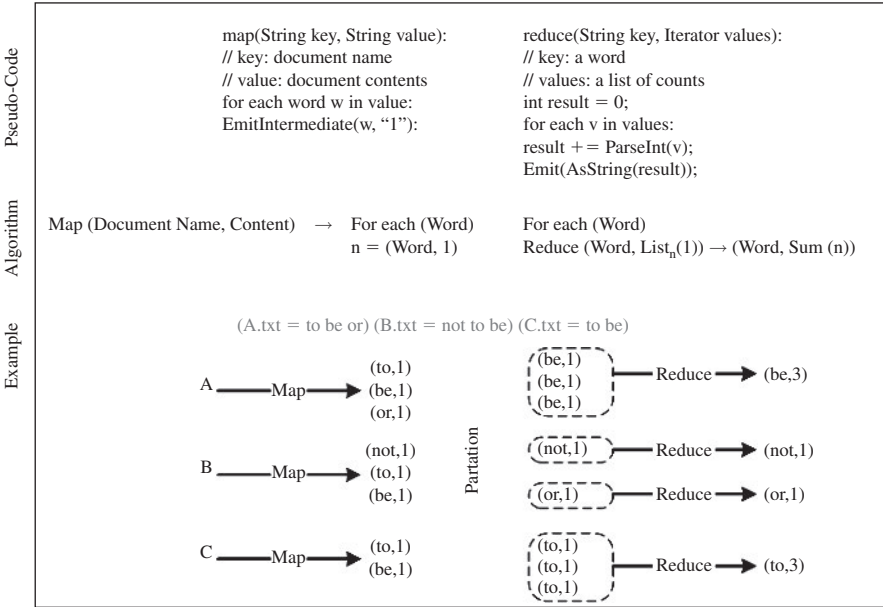 Pseudo-Code
map(String key, String value):
// key: document name
// value: document contents
for each word w in value:
EmitIntermediate(w, “1”):
reduce(String key, Iterator values):
// key: a word
// values: a list of counts
int result = 0;
for each v in values:
result += ParseInt(v);
Emit(AsString(result));
Algorithm
Map (Document Name, Content) → For each (Word)
n = (Word, 1)
For each (Word)
Reduce (Word, Listn(1)) → (Word, Sum (n))
Example
(A.txt = to be or) (B.txt = not to be) (C.txt = to be)
A Map (to,1)
(be,1)
(or,1)
B Map (not,1)
(to,1)
(be,1)
C Map (to,1)
(be,1)
Partation
(be,1)
(be,1)
(be,1)
Reduce (be,3)
(not,1) Reduce (not,1)
(or,1) Reduce (or,1)
(to,1)
(to,1)
(to,1)
Reduce (to,3)